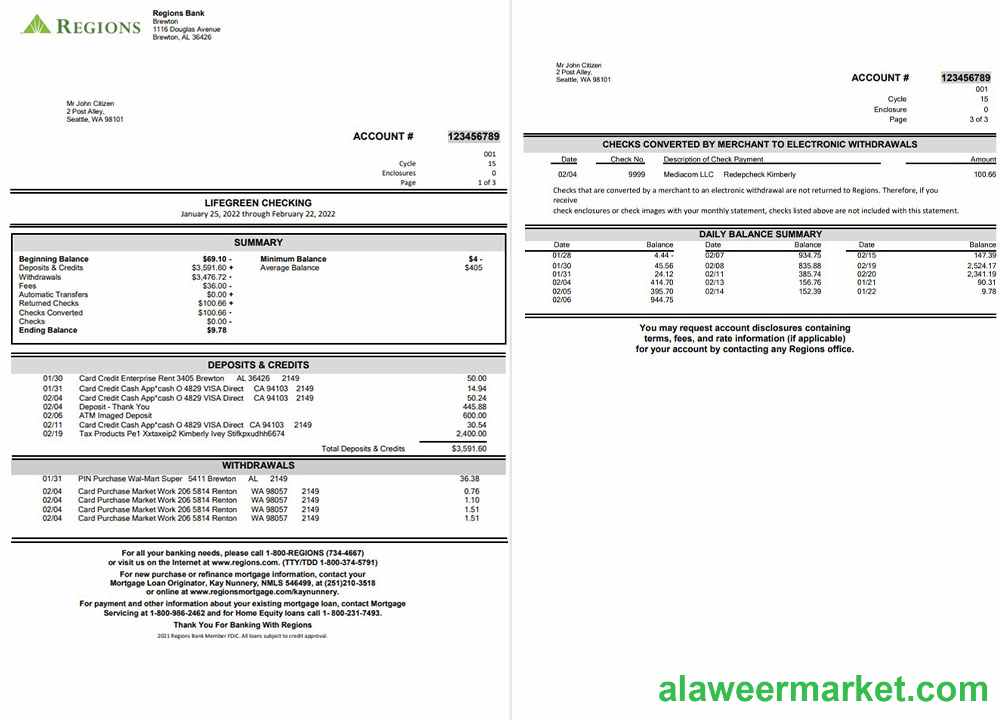 REGIONS
Regions Bank
Brewton
1116 Douglas Avenue
Brewton, AL 36426
Mr John Citizen
2 Post Alley,
Seattle, WA 98101
ACCOUNT # 123456789
001
Cycle 15
Enclosures 0
Page 1 of 3
LIFEGREEN CHECKING
January 25, 2022 through February 22, 2022
SUMMARY
Beginning Balance $69.10 - Minimum Balance $4 -
Deposits & Credits $3,591.60 + Average Balance $405
Withdrawals $3,476.72 -
Fees $36.00 -
Automatic Transfers $0.00 +
Returned Checks $100.66 +
Checks Converted $100.66 -
Checks $0.00 -
Ending Balance $9.78
DEPOSITS & CREDITS
01/30 Card Credit Enterprise Rent 3405 Brewton AL 36426 2149 50.00
01/31 Card Credit Cash App*cash O 4829 VISA Direct CA 94103 2149 14.94
02/04 Card Credit Cash App*cash O 4829 VISA Direct CA 94103 2149 50.24
02/04 Deposit - Thank You 445.88
02/06 ATM Imaged Deposit 600.00
02/11 Card Credit Cash App*cash O 4829 VISA Direct CA 94103 2149 30.54
02/19 Tax Products Pe1 Xxtaxeip2 Kimberly Ivey Stifkpxudhh6674 2,400.00
Total Deposits & Credits $3,591.60
WITHDRAWALS
01/31 PIN Purchase Wal-Mart Super 5411 Brewton AL 2149 36.38
02/04 Card Purchase Market Work 206 5814 Renton WA 98057 2149 0.76
02/04 Card Purchase Market Work 206 5814 Renton WA 98057 2149 1.10
02/04 Card Purchase Market Work 206 5814 Renton WA 98057 2149 1.51
02/04 Card Purchase Market Work 206 5814 Renton WA 98057 2149 1.51
For all your banking needs, please call 1-800-REGIONS (734-4667)
or visit us on the Internet at www.regions.com. (TTY/TDD 1-800-374-5791)
For new purchase or refinance mortgage information, contact your
Mortgage Loan Originator, Kay Nunnery, NMLS 546499, at (251)210-3518
or online at www.regionsmortgage.com/kaynunnery.
For payment and other information about your existing mortgage loan, contact Mortgage
Servicing at 1-800-986-2462 and for Home Equity loans call 1- 800-231-7493.
Thank You For Banking With Regions
2021 Regions Bank Member FDIC. All loans subject to credit approval.
Mr John Citizen
2 Post Alley,
Seattle, WA 98101
ACCOUNT # 123456789
001
Cycle 15
Enclosure 0
Page 3 of 3
CHECKS CONVERTED BY MERCHANT TO ELECTRONIC WITHDRAWALS
Date Check No. Description of Check Payment Amount
02/04 9999 Mediacom LLC Redepcheck Kimberly 100.66
Checks that are converted by a merchant to an electronic withdrawal are not returned to Regions. Therefore, if you
receive
check enclosures or check images with your monthly statement, checks listed above are not included with this statement.
DAILY BALANCE SUMMARY
Date Balance Date Balance Date Balance
01/28 4.44 - 02/07 934.75 02/15 147.39
01/30 45.56 02/08 835.88 02/19 2,524.17
01/31 24.12 02/11 385.74 02/20 2,341.19
02/04 414.70 02/13 156.76 01/21 90.31
02/05 395.70 02/14 152.39 01/22 9.78
02/06 944.75
You may request account disclosures containing
terms, fees, and rate information (if applicable)
for your account by contacting any Regions office.
alaweermarket.com